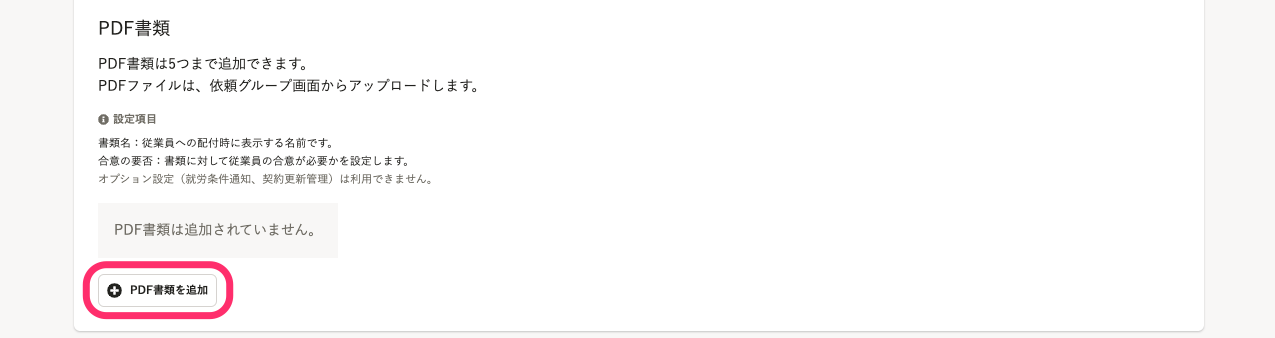 PDF書類
PDF書類は5つまで追加できます。
PDFファイルは、依頼グループ画面からアップロードします。
設定項目
書類名：従業員への配付時に表示する名前です。
合意の要否：書類に対して従業員の合意が必要かを設定します。
オプション設定（就労条件通知、契約更新管理）は利用できません。
PDF書類は追加されていません。
PDF書類を追加